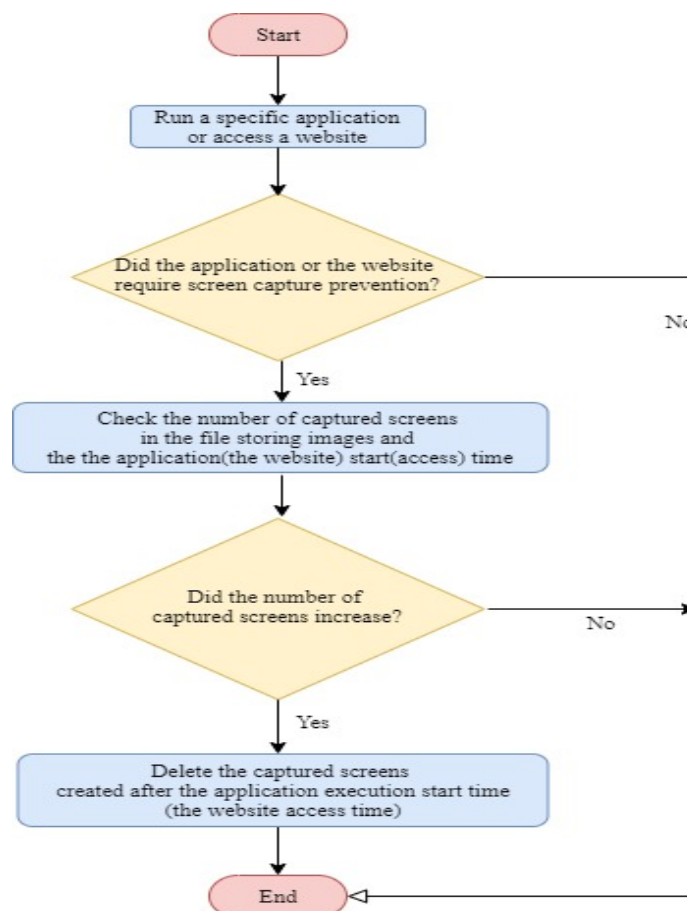 Start
Run a specific application
or access a website
Did the application or the website
require screen capture prevention?
No
Yes
Check the number of captured screens
in the file storing images and
the the application(the website) start(access) time
Did the number of
captured screens increase?
No
Yes
Delete the captured screens
created after the application execution start time
(the website access time)
End